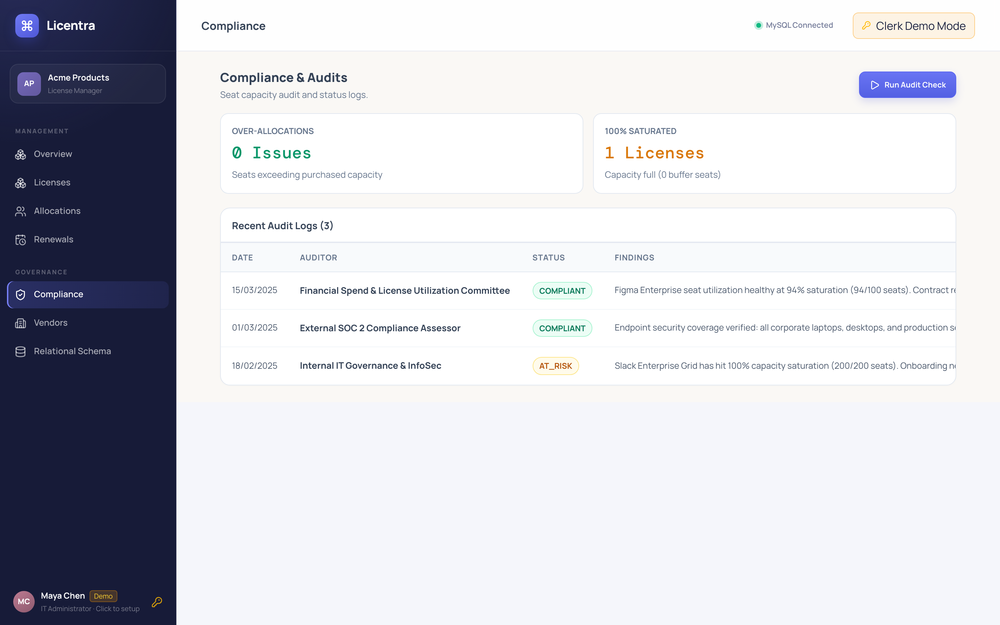 Licentra
AP
Acme Products
License Manager
MANAGEMENT
Overview
Licenses
Allocations
Renewals
GOVERNANCE
Compliance
Vendors
Relational Schema
MC
Maya Chen Demo
IT Administrator · Click to setup
Compliance
MySQL Connected
Clerk Demo Mode
Compliance & Audits
Seat capacity audit and status logs.
Run Audit Check
OVER-ALLOCATIONS
0 Issues
Seats exceeding purchased capacity
100% SATURATED
1 Licenses
Capacity full (0 buffer seats)
Recent Audit Logs (3)
DATE AUDITOR STATUS FINDINGS
15/03/2025 Financial Spend & License Utilization Committee COMPLIANT Figma Enterprise seat utilization healthy at 94% saturation (94/100 seats). Contract
01/03/2025 External SOC 2 Compliance Assessor COMPLIANT Endpoint security coverage verified: all corporate laptops, desktops, and production
18/02/2025 Internal IT Governance & InfoSec AT_RISK Slack Enterprise Grid has hit 100% capacity saturation (200/200 seats). Onboarding